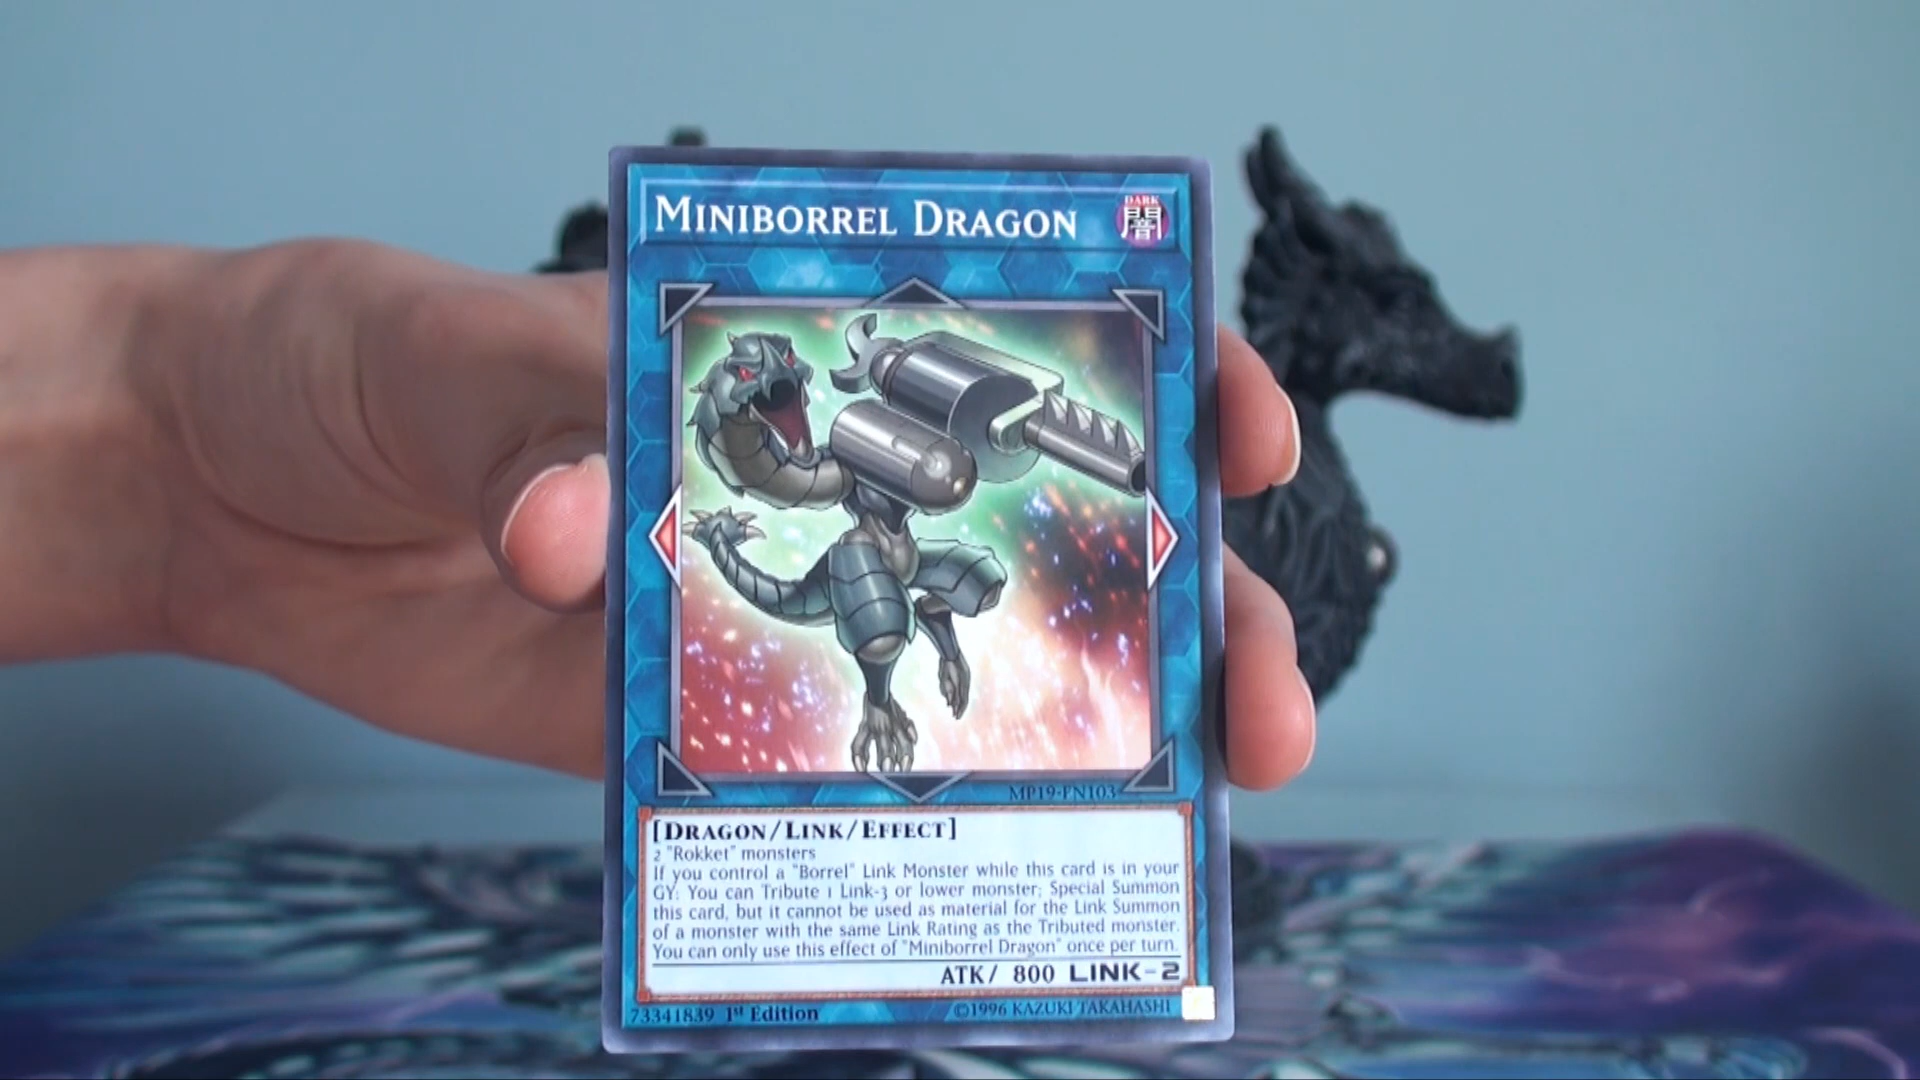 MINIBORREL DRAGON
DARK
闇
MP19-EN103
[DRAGON/LINK/EFFECT]
2 "Rokket" monsters
If you control a "Borrel" Link Monster while this card is in your
GY: You can Tribute 1 Link-3 or lower monster; Special Summon
this card, but it cannot be used as material for the Link Summon
of a monster with the same Link Rating as the Tributed monster.
You can only use this effect of "Miniborrel Dragon" once per turn.
ATK/ 800 LINK-2
73341839 1st Edition
©1996 KAZUKI TAKAHASHI